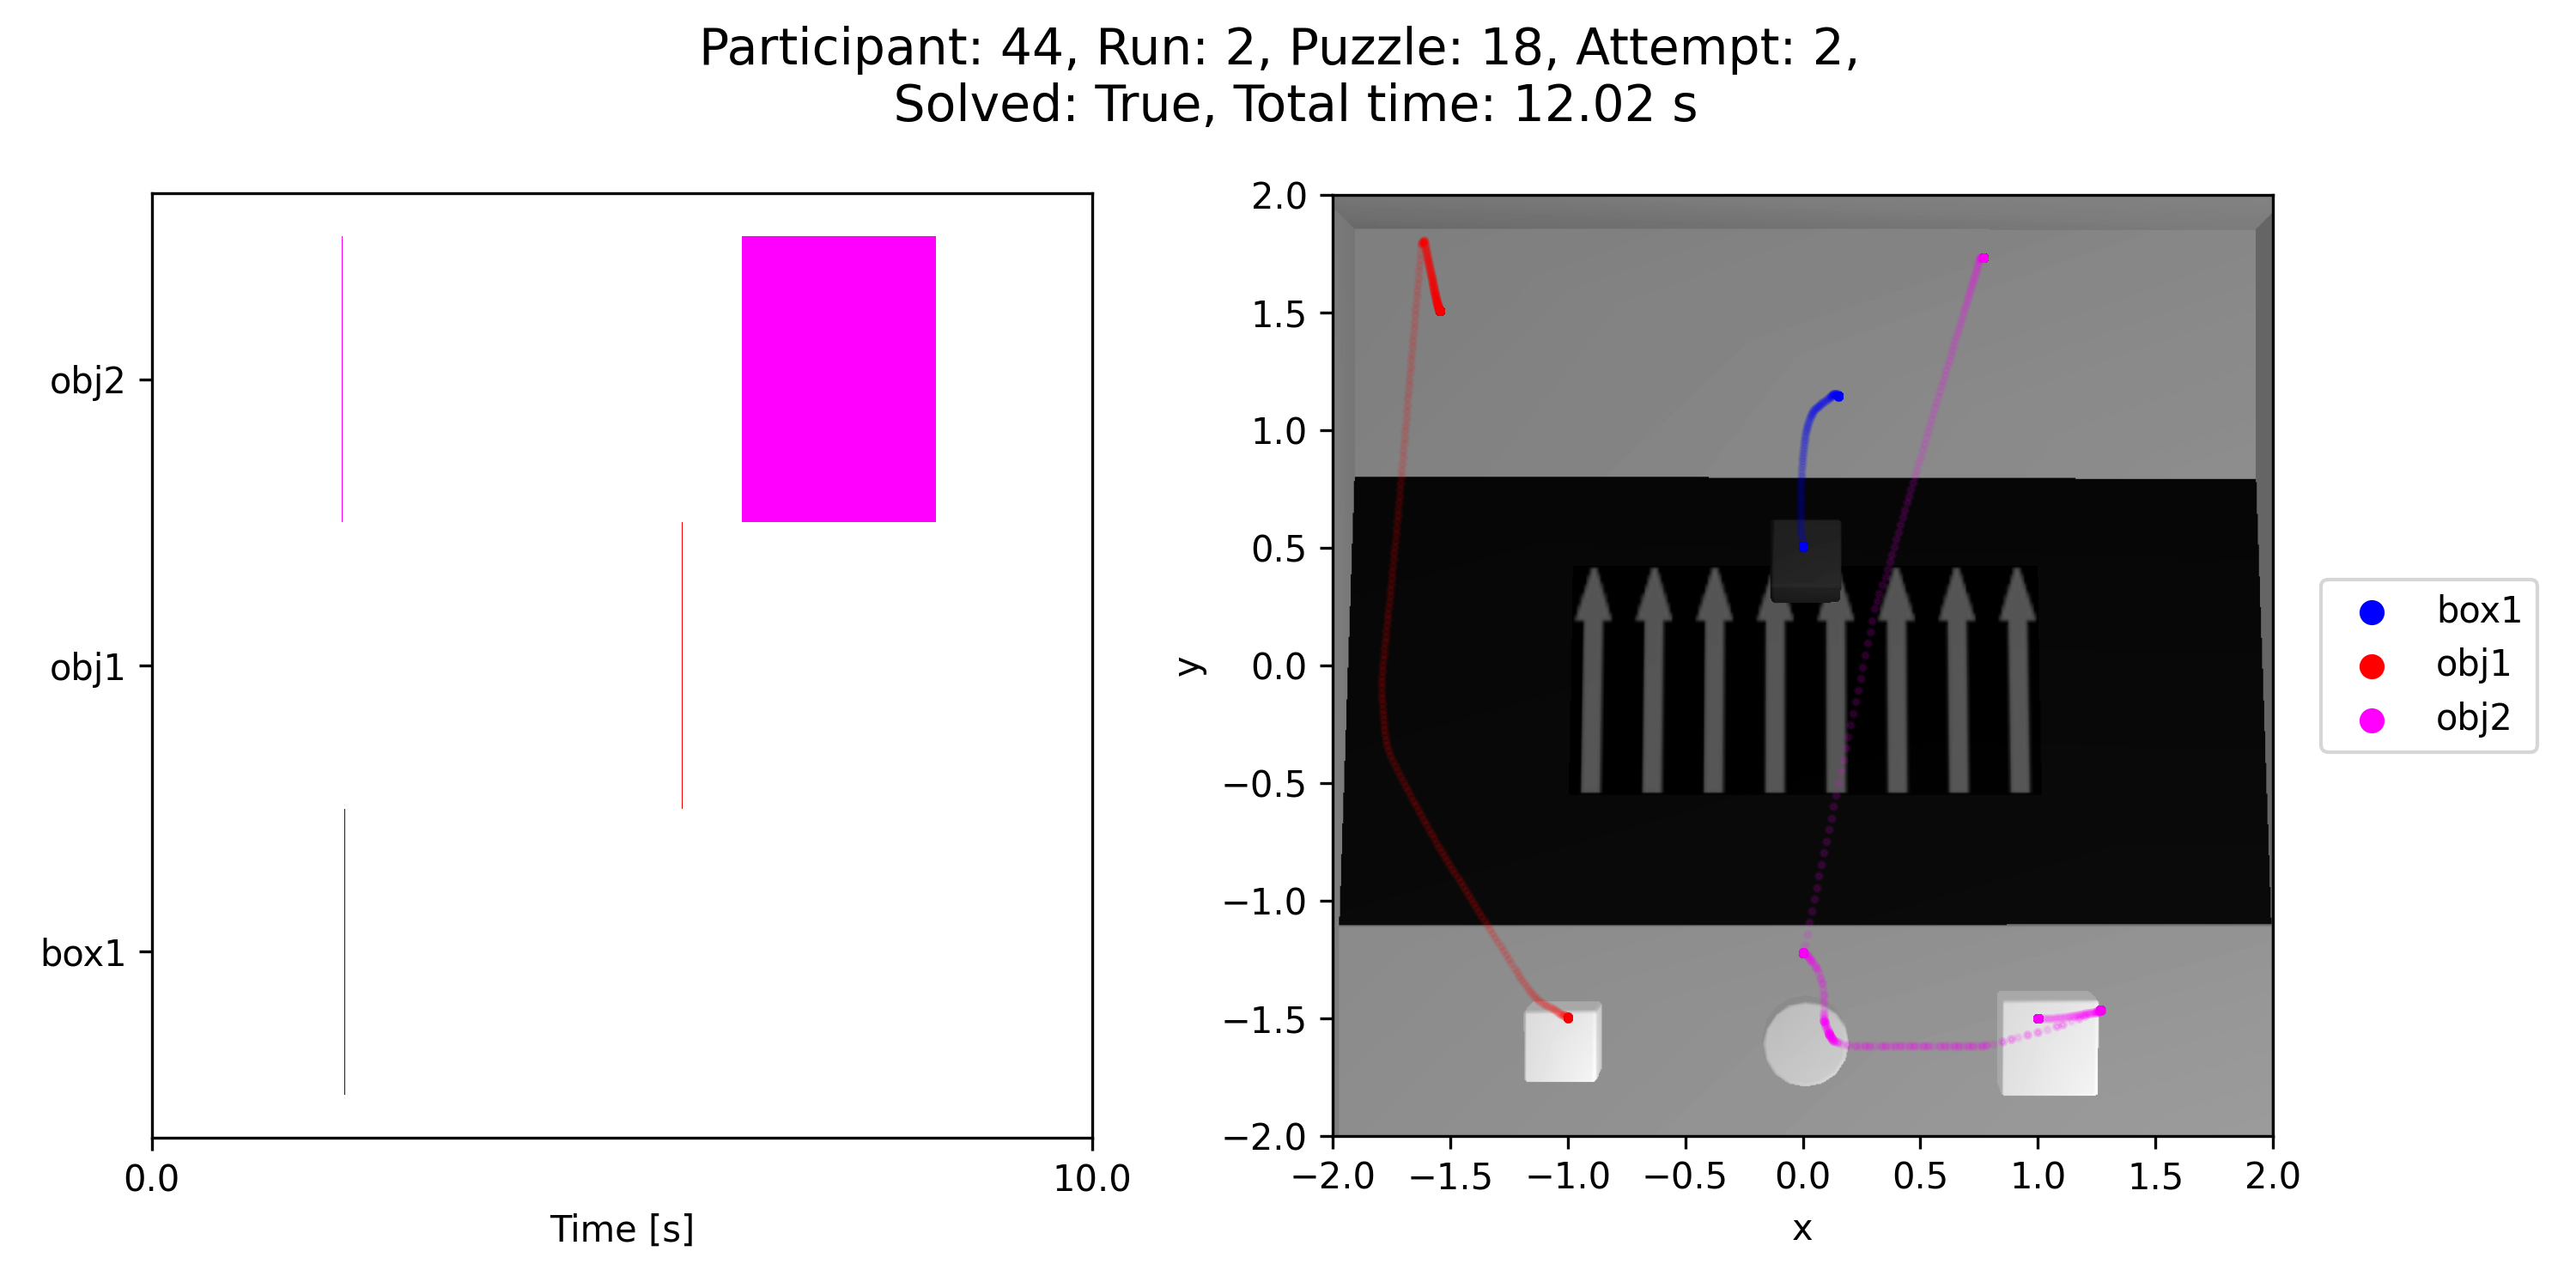 Participant: 44, Run: 2, Puzzle: 18, Attempt: 2,
Solved: True, Total time: 12.02 s
obj2
obj1
box1
0.0 10.0
Time [s]
2.0
1.5
1.0
0.5
0.0
−0.5
−1.0
−1.5
−2.0
y
−2.0 −1.5 −1.0 −0.5 0.0 0.5 1.0 1.5 2.0
x
box1
obj1
obj2